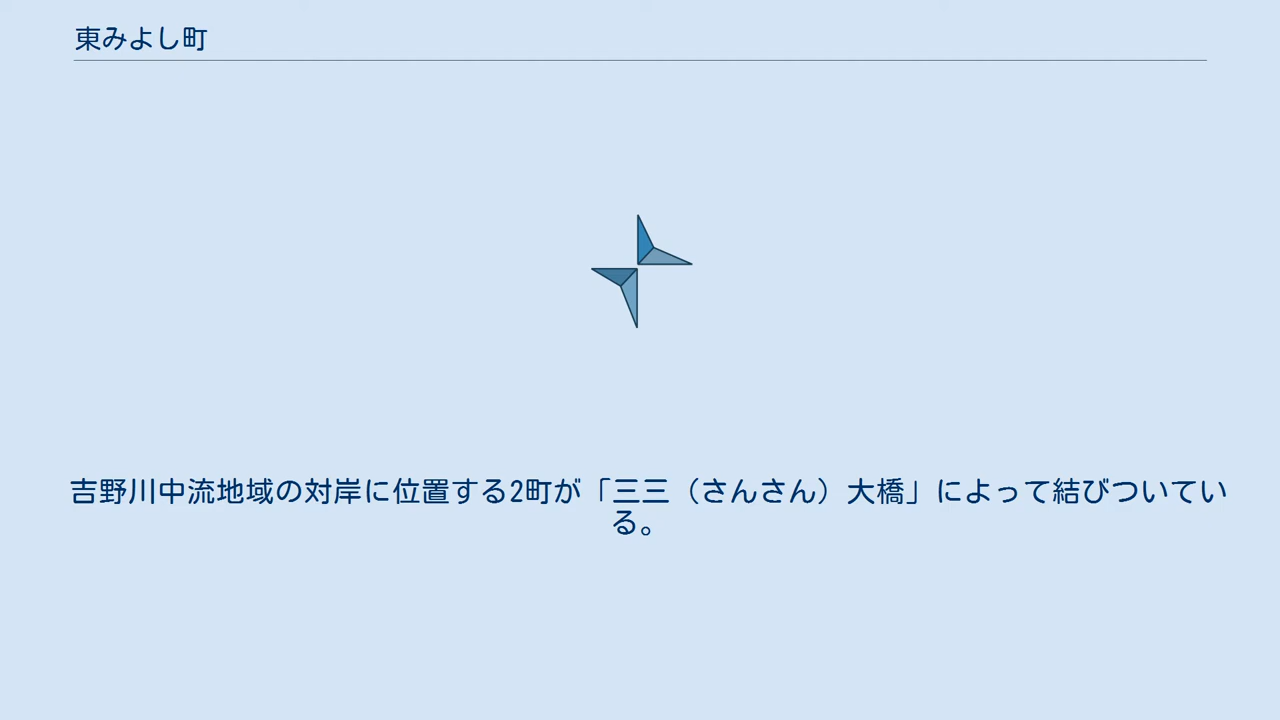 東みよし町
吉野川中流地域の対岸に位置する2町が「三三（さんさん）大橋」によって結びついてい
る。